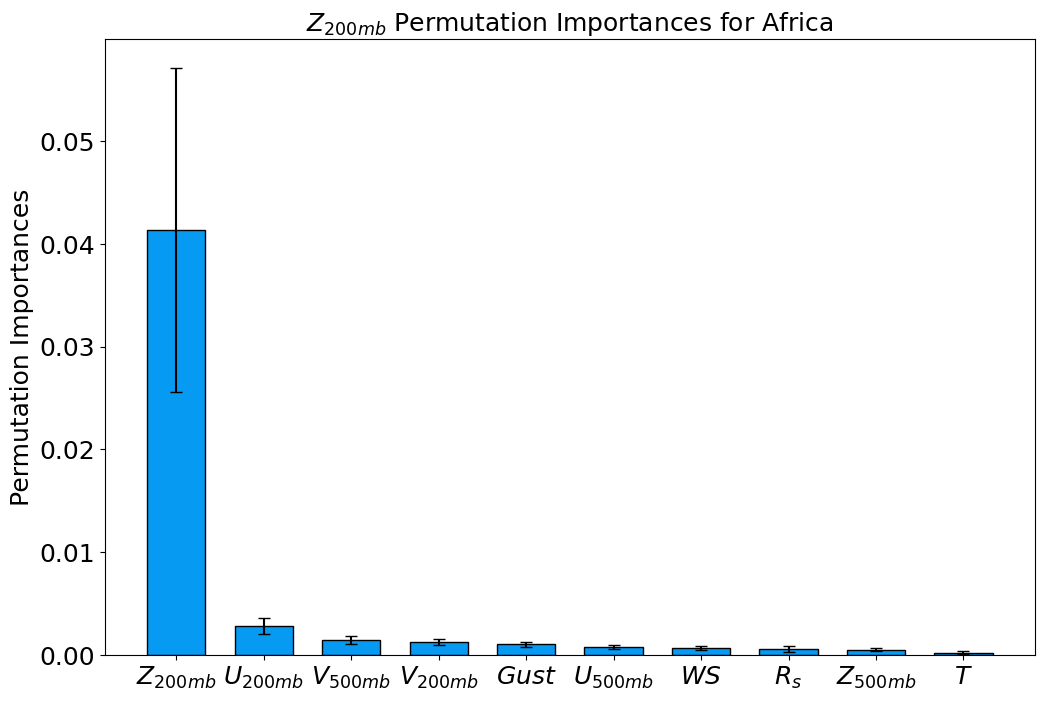 Z200mb Permutation Importances for Africa
Permutation Importances
0.05
0.04
0.03
0.02
0.01
0.00
Z200mb U200mb V500mb V200mb Gust U500mb WS Rs Z500mb T